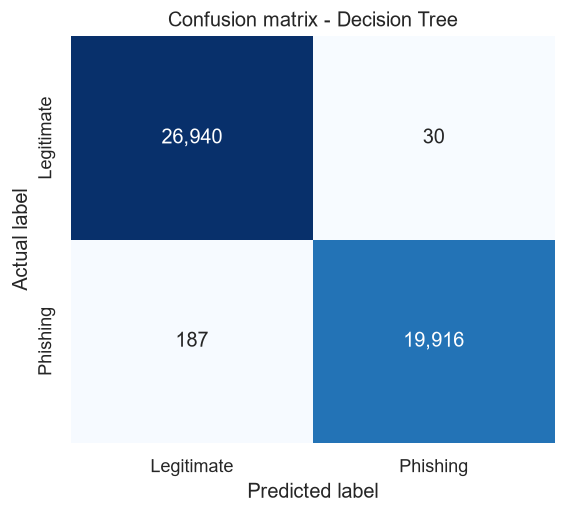 Confusion matrix - Decision Tree
Actual label
Legitimate
26,940
30
Phishing
187
19,916
Legitimate
Phishing
Predicted label